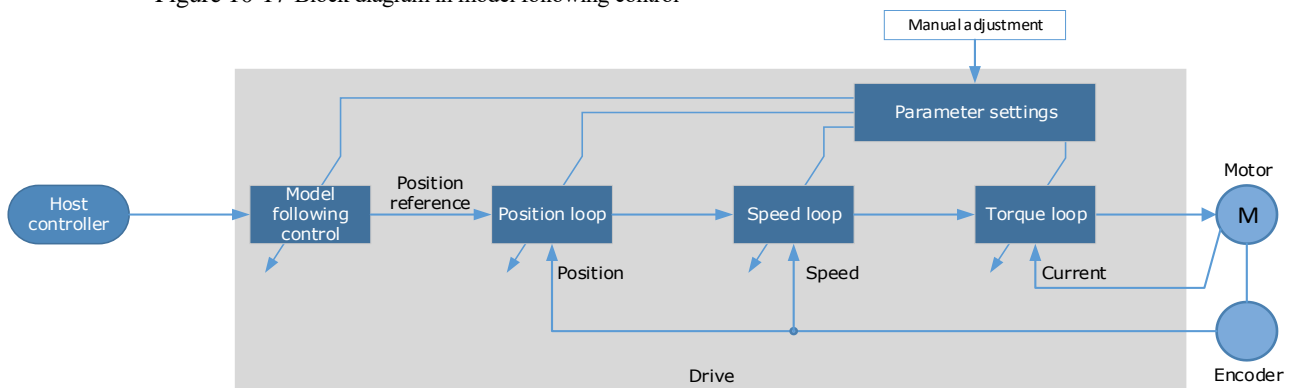 Figure 16-17 Block diagram in model following control
Manual adjustment
Parameter settings
Host
controller
Model
following
control
Position
reference
Position loop
Speed loop
Torque loop
Motor
M
Position
Speed
Current
Drive
Encoder